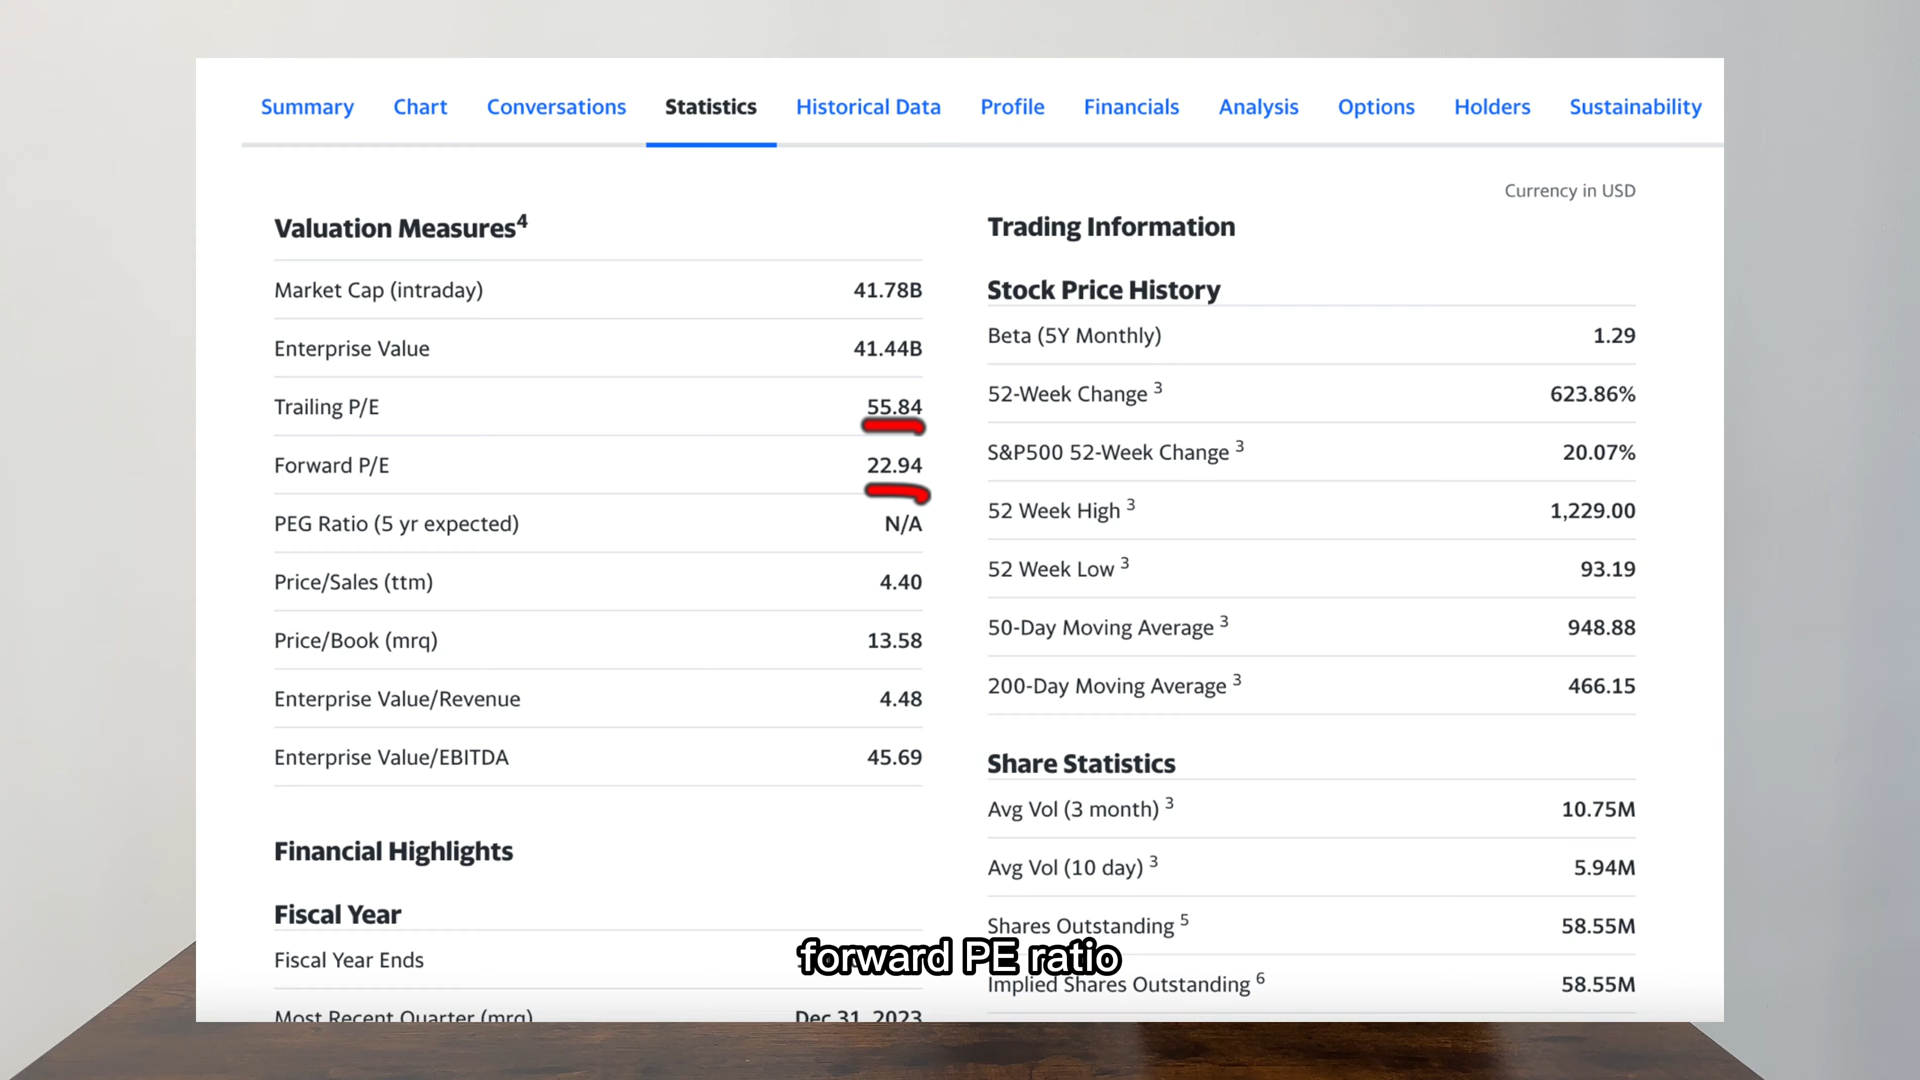 Summary Chart Conversations Statistics Historical Data Profile Financials Analysis Options Holders Sustainability
Currency in USD
Valuation Measures4
Market Cap (intraday) 41.78B
Enterprise Value 41.44B
Trailing P/E 55.84
Forward P/E 22.94
PEG Ratio (5 yr expected) N/A
Price/Sales (ttm) 4.40
Price/Book (mrq) 13.58
Enterprise Value/Revenue 4.48
Enterprise Value/EBITDA 45.69
Financial Highlights
Fiscal Year
Fiscal Year Ends
Most Recent Quarter (mrq) Dec 31, 2023
Trading Information
Stock Price History
Beta (5Y Monthly) 1.29
52-Week Change 3 623.86%
S&P500 52-Week Change 3 20.07%
52 Week High 3 1,229.00
52 Week Low 3 93.19
50-Day Moving Average 3 948.88
200-Day Moving Average 3 466.15
Share Statistics
Avg Vol (3 month) 3 10.75M
Avg Vol (10 day) 3 5.94M
Shares Outstanding 5 58.55M
Implied Shares Outstanding 6 58.55M
forward PE ratio